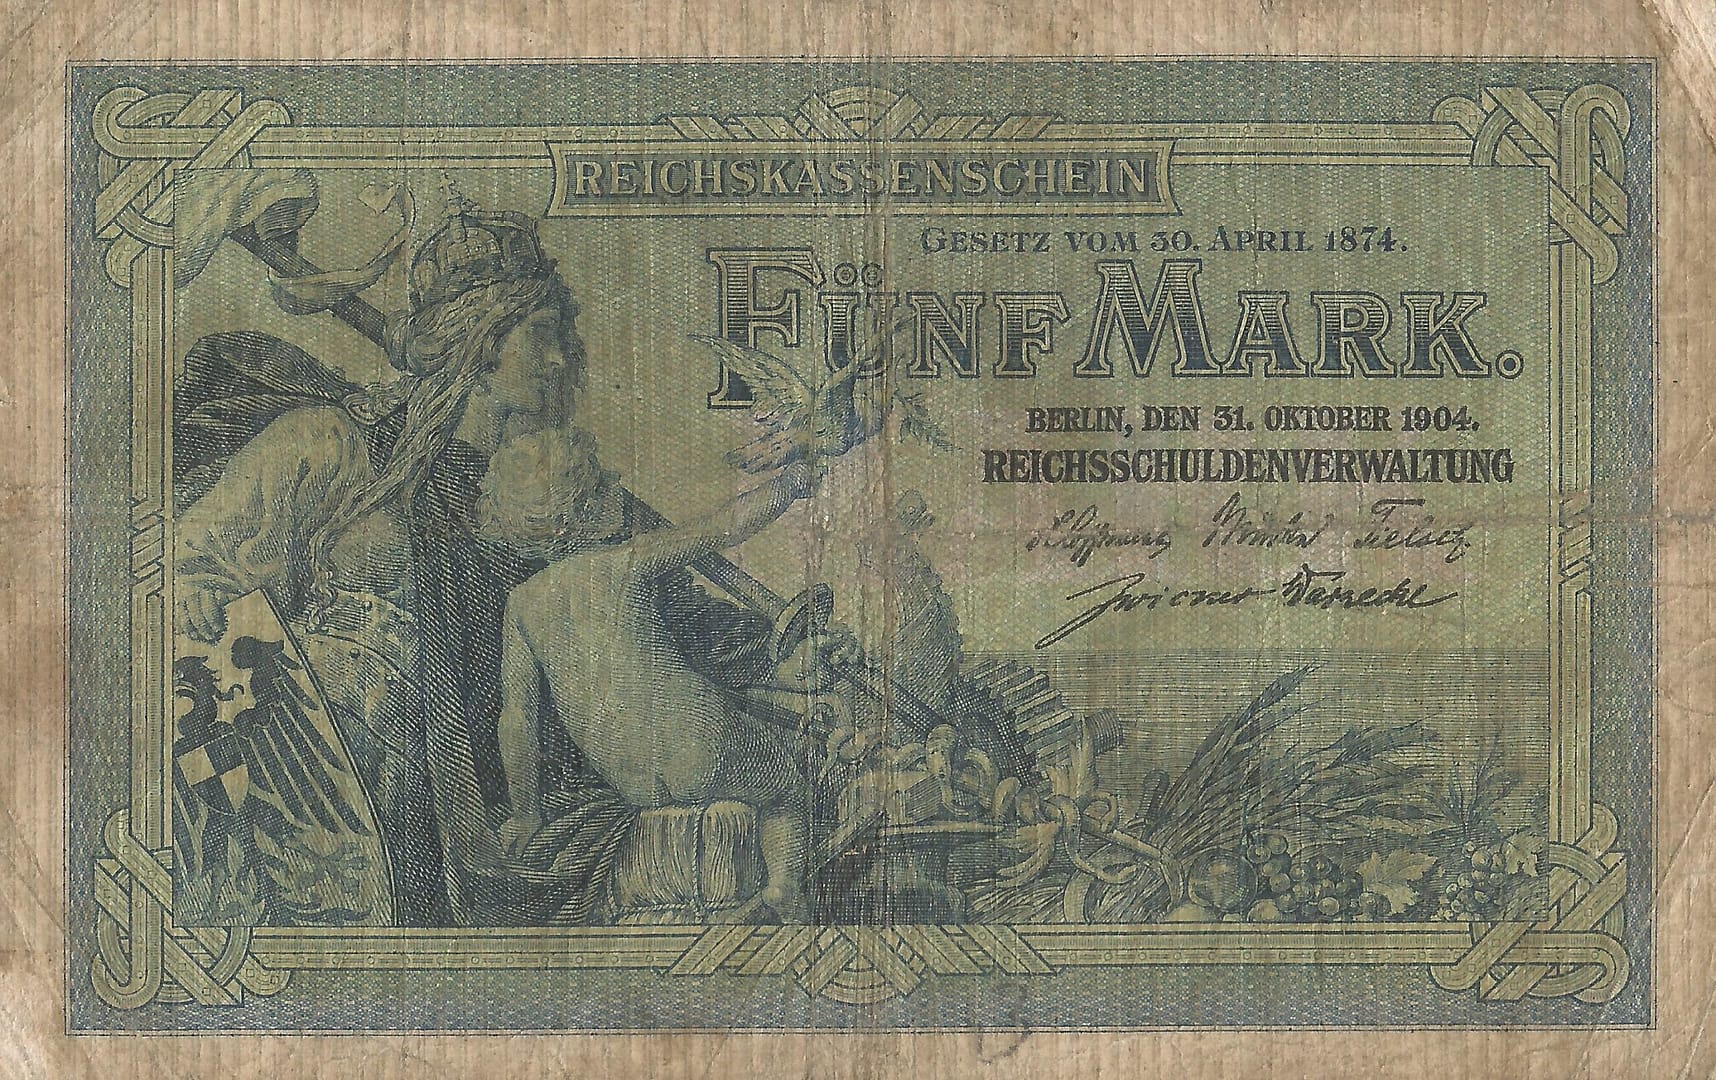 REICHSKASSENSCHEIN
GESETZ VOM 30. APRIL 1874.
FÜNF MARK.
BERLIN, DEN 31. OKTOBER 1904.
REICHSSCHULDENVERWALTUNG